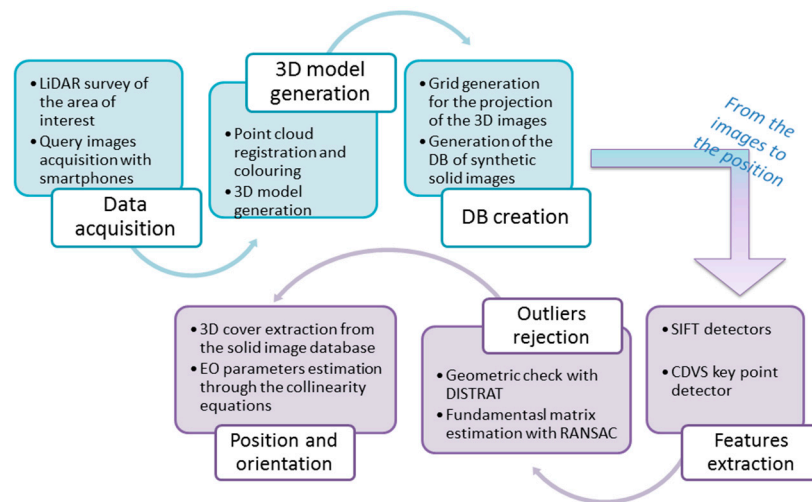 • LiDAR survey of
the area of
interest
• Query images
acquisition with
smartphones
Data
acquisition
3D model
generation
• Point cloud
registration and
colouring
• 3D model
generation
• Grid generation
for the projection
of the 3D images
• Generation of the
DB of synthetic
solid images
DB creation
From the
images to
the position
• SIFT detectors
• CDVS key point
detector
Features
extraction
Outliers
rejection
• Geometric check with
DISTRAT
• Fundamentasl matrix
estimation with RANSAC
• 3D cover extraction from
the solid image database
• EO parameters estimation
through the collinearity
equations
Position and
orientation